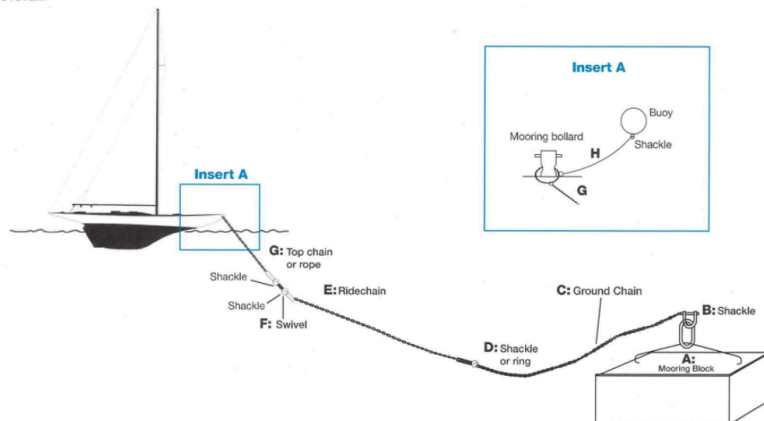 Insert A
Buoy
Mooring bollard
Shackle
H
G
Insert A
G: Top chain
or rope
Shackle
E: Ridechain
Shackle
F: Swivel
C: Ground Chain
B: Shackle
D: Shackle
or ring
A:
Mooring Block